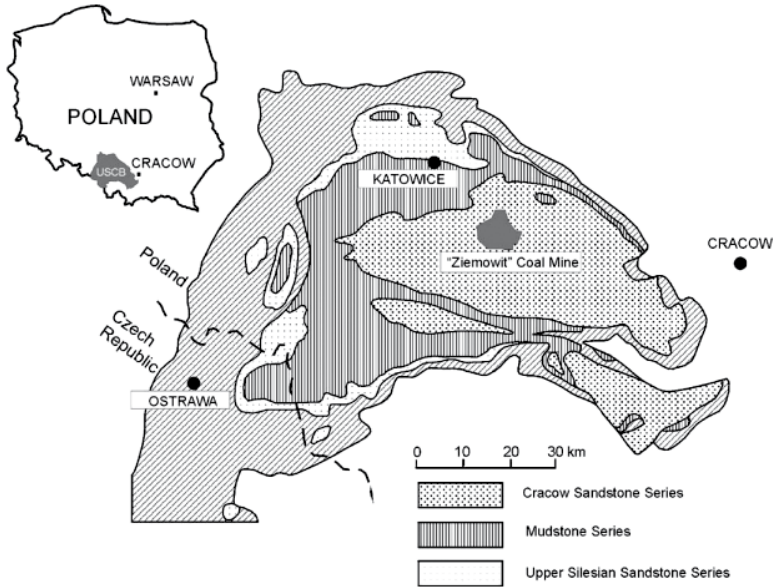 WARSAW
POLAND
USCB
CRACOW
KATOWICE
"Ziemowit" Coal Mine
CRACOW
Poland
Czech
Republic
OSTRAWA
0 10 20 30 km
Cracow Sandstone Series
Mudstone Series
Upper Silesian Sandstone Series